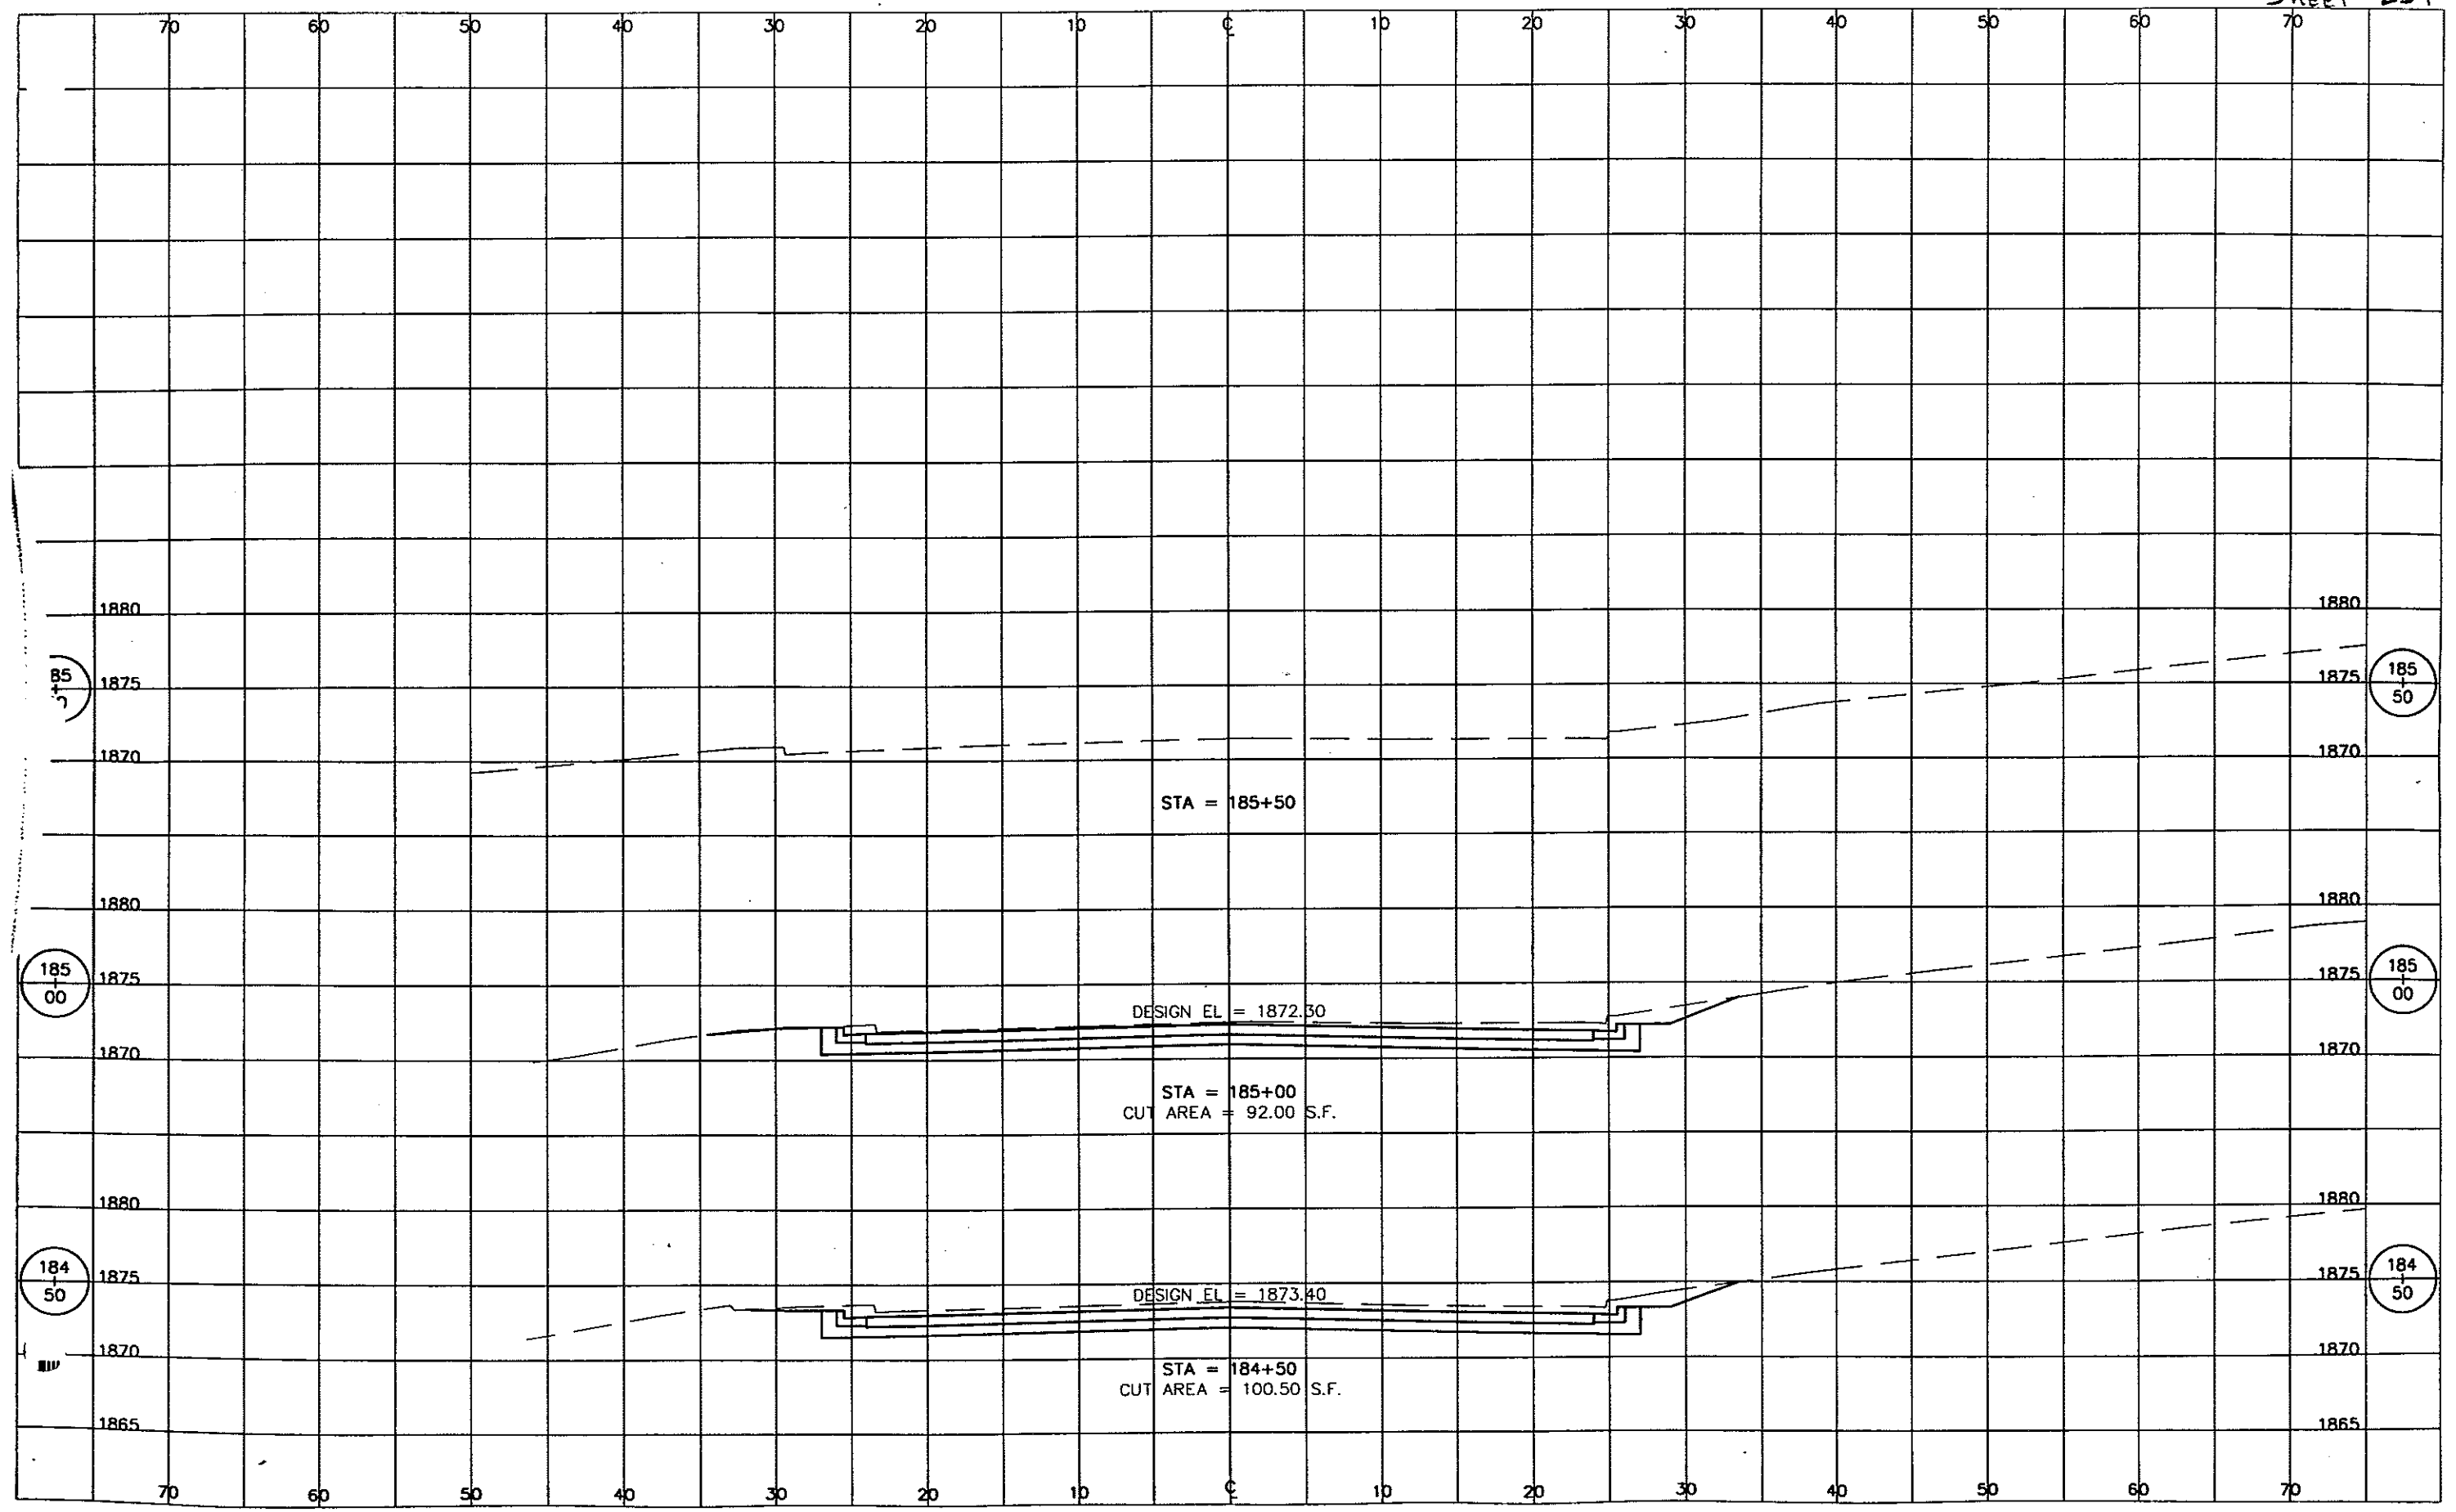 SHEET
70 60 50 40 30 20 10 ℄ 10 20 30 40 50 60 70
1880 1880
85 1875 1875 185
50
1870 1870
STA = 185+50
1880 1880
185 1875 1875 185
00 00
DESIGN EL = 1872.30
1870 1870
STA = 185+00
CUT AREA = 92.00 S.F.
1880 1880
184 1875 1875 184
50 50
DESIGN EL = 1873.40
1870 1870
STA = 184+50
CUT AREA = 100.50 S.F.
1865 1865
70 60 50 40 30 20 10 ℄ 10 20 30 40 50 60 70